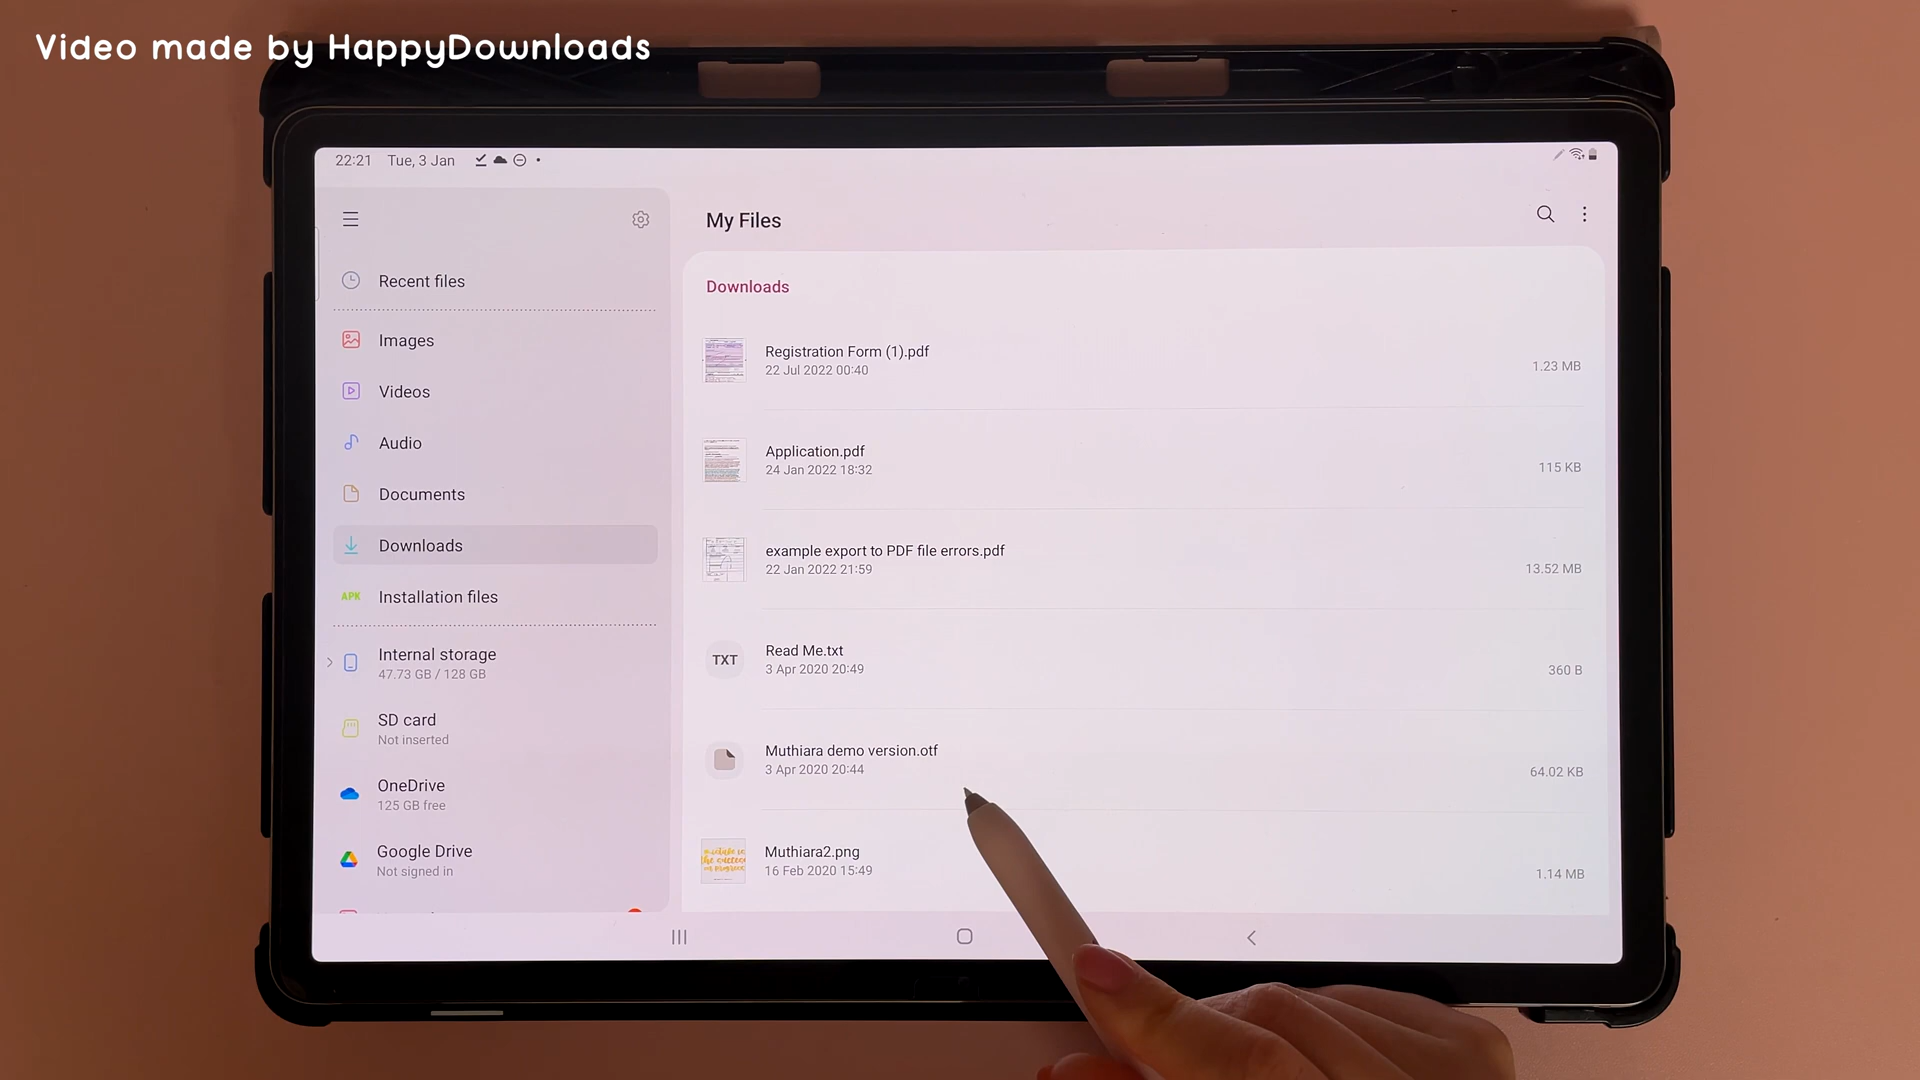 Video made by HappyDownloads
22:21 Tue, 3 Jan
My Files
Recent files
Images
Videos
Audio
Documents
Downloads
APK Installation files
Internal storage
47.73 GB / 128 GB
SD card
Not inserted
OneDrive
125 GB free
Google Drive
Not signed in
Downloads
Registration Form (1).pdf
22 Jul 2022 00:40
1.23 MB
Application.pdf
24 Jan 2022 18:32
115 KB
example export to PDF file errors.pdf
22 Jan 2022 21:59
13.52 MB
TXT
Read Me.txt
3 Apr 2020 20:49
360 B
Muthiara demo version.otf
3 Apr 2020 20:44
64.02 KB
Muthiara2.png
16 Feb 2020 15:49
1.14 MB